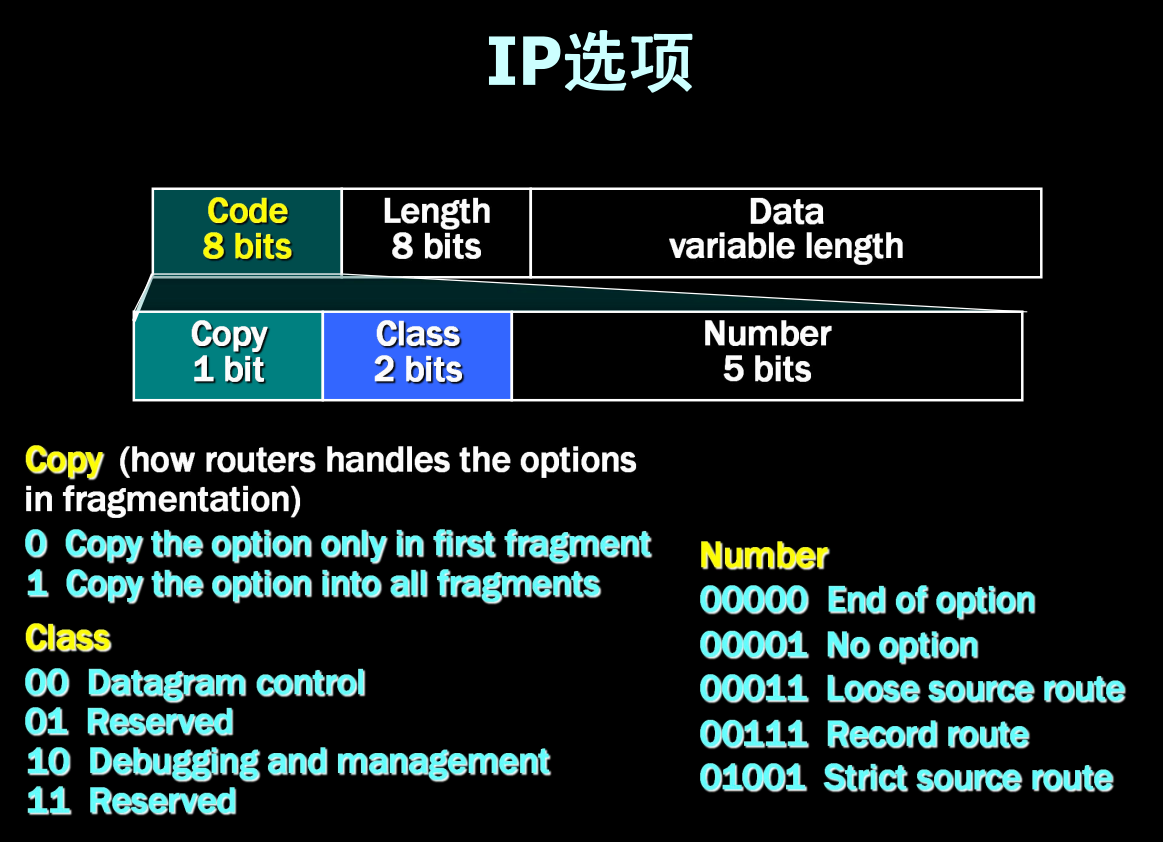 IP选项
Code
8 bits
Length
8 bits
Data
variable length
Copy
1 bit
Class
2 bits
Number
5 bits
Copy (how routers handles the options
in fragmentation)
0 Copy the option only in first fragment
1 Copy the option into all fragments
Class
00 Datagram control
01 Reserved
10 Debugging and management
11 Reserved
Number
00000 End of option
00001 No option
00011 Loose source route
00111 Record route
01001 Strict source route